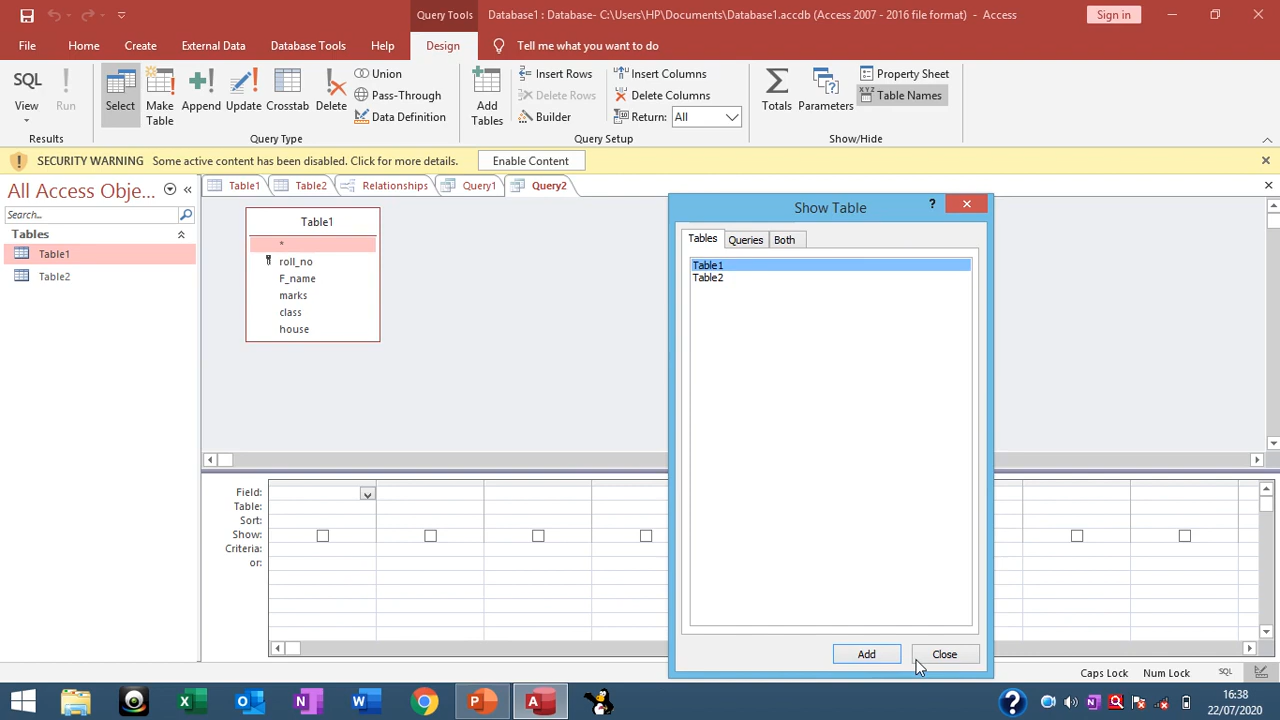 Query Tools
Database1 : Database- C:\Users\HP\Documents\Database1.accdb (Access 2007 - 2016 file format) - Access
Sign in
File Home Create External Data Database Tools Help Design Tell me what you want to do
SQL
View
Run
Results
Select
Make Table
Append
Update
Crosstab
Delete
Union
Pass-Through
Data Definition
Query Type
Add Tables
Insert Rows
Delete Rows
Builder
Insert Columns
Delete Columns
Return: All
Query Setup
Totals
Parameters
Property Sheet
XYZ Table Names
Show/Hide
SECURITY WARNING Some active content has been disabled. Click for more details. Enable Content
All Access Obje...
Search...
Tables
Table1
Table2
Table1 Table2 Relationships Query1 Query2
Table1
*
roll_no
F_name
marks
class
house
Field:
Table:
Sort:
Show:
Criteria:
or:
Show Table
?
Tables Queries Both
Table1
Table2
Add Close
Caps Lock Num Lock SQL
16:38
22/07/2020